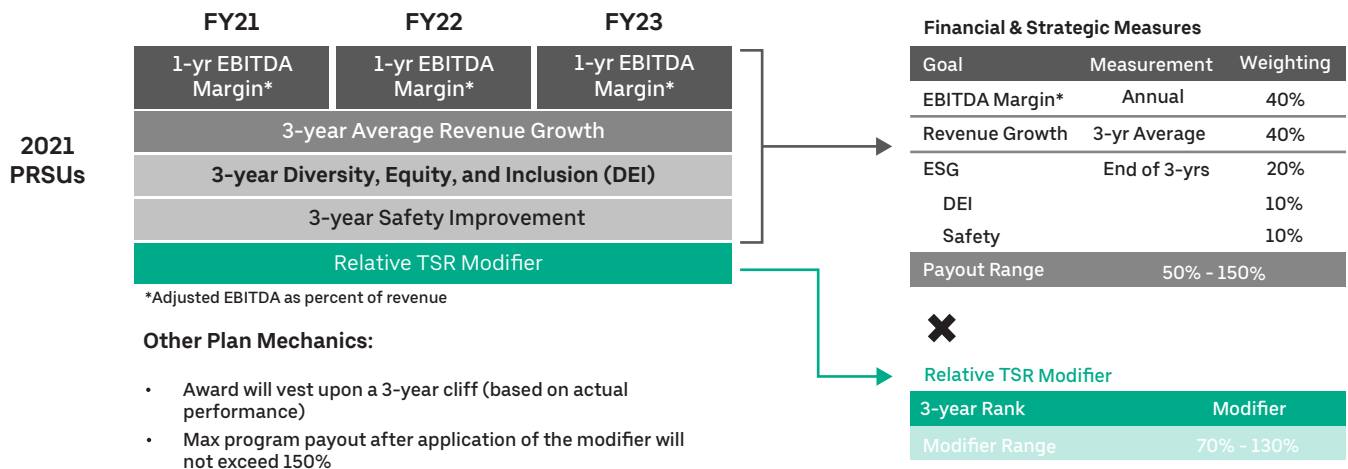 FY21 FY22 FY23
1-yr EBITDA Margin* 1-yr EBITDA Margin* 1-yr EBITDA Margin*
2021 PRSUs
3-year Average Revenue Growth
3-year Diversity, Equity, and Inclusion (DEI)
3-year Safety Improvement
Relative TSR Modifier
*Adjusted EBITDA as percent of revenue
Other Plan Mechanics:
• Award will vest upon a 3-year cliff (based on actual
performance)
• Max program payout after application of the modifier will
not exceed 150%
Financial & Strategic Measures
Goal Measurement Weighting
EBITDA Margin* Annual 40%
Revenue Growth 3-yr Average 40%
ESG End of 3-yrs 20%
DEI 10%
Safety 10%
Payout Range 50% - 150%
✖
Relative TSR Modifier
3-year Rank Modifier
Modifier Range 70% - 130%